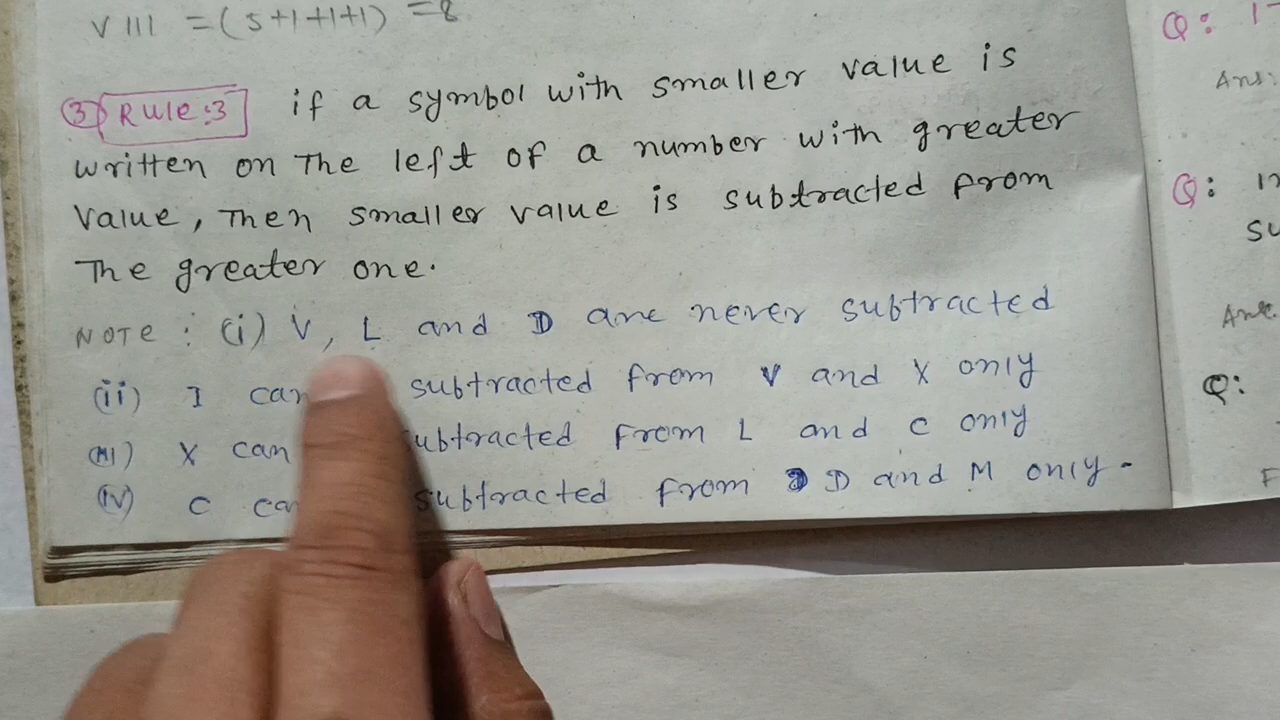 VIII = (5+1+1+1) = 8
③ Rule:3 if a symbol with smaller value is
written on The left of a number with greater
value, Then smaller value is subtracted from
The greater one.
NOTE : (i) V, L and D are never subtracted
(ii) I can subtracted from V and X only
(III) X can subtracted from L and C only
(IV) C subtracted from D and M only.
Q:
Ans:
Q:
Ans.
Q: